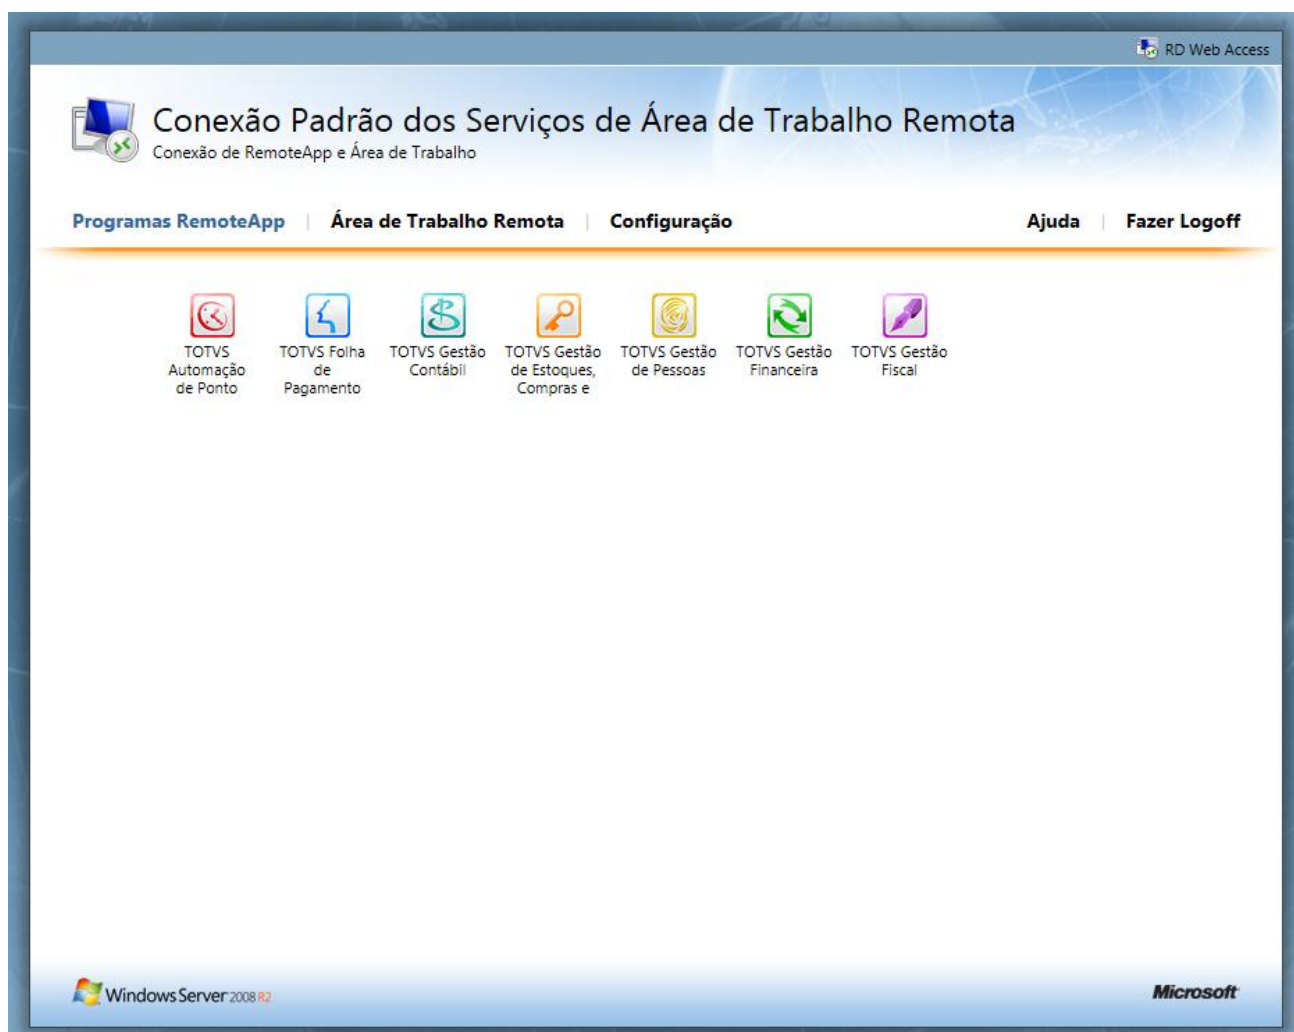 RD Web Access
Conexão Padrão dos Serviços de Área de Trabalho Remota
Conexão de RemoteApp e Área de Trabalho
Programas RemoteApp | Área de Trabalho Remota | Configuração
Ajuda | Fazer Logoff
TOTVS
Automação
de Ponto
TOTVS Folha
de
Pagamento
TOTVS Gestão
Contábil
TOTVS Gestão
de Estoques,
Compras e
TOTVS Gestão
de Pessoas
TOTVS Gestão
Financeira
TOTVS Gestão
Fiscal
Windows Server 2008 R2
Microsoft